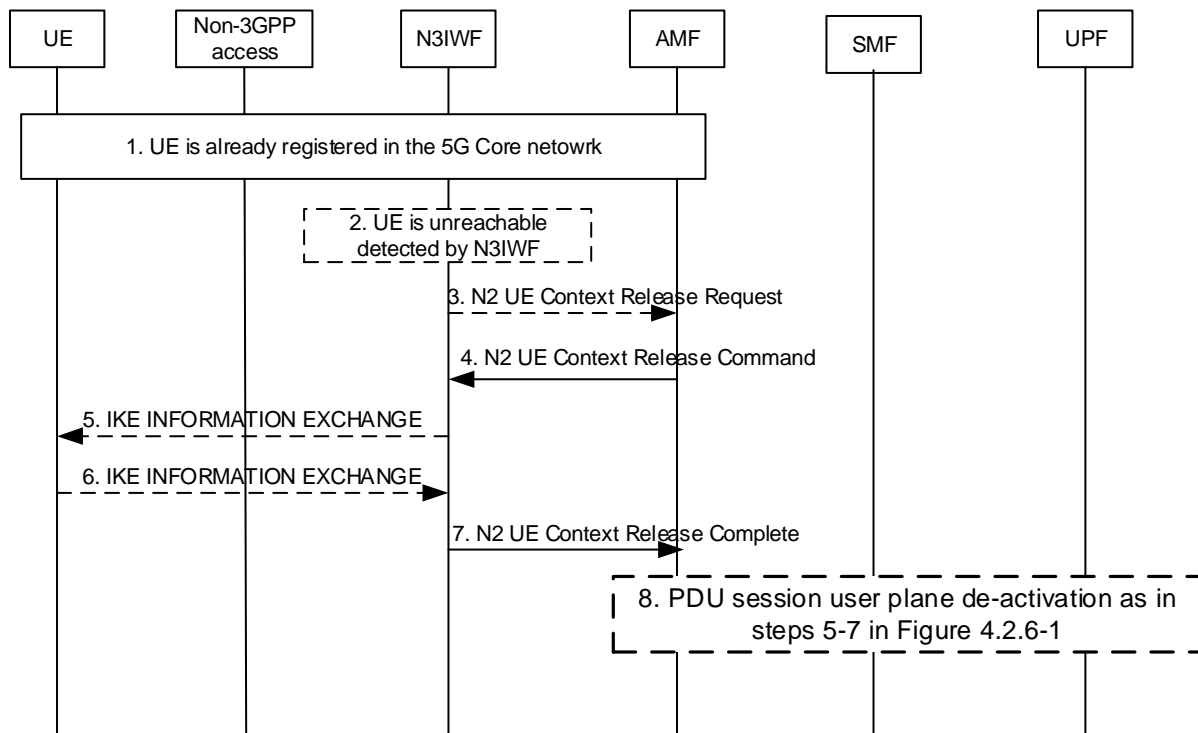 UE
Non-3GPP
access
N3IWF
AMF
SMF
UPF
1. UE is already registered in the 5G Core netowrk
2. UE is unreachable
detected by N3IWF
3. N2 UE Context Release Request
4. N2 UE Context Release Command
5. IKE INFORMATION EXCHANGE
6. IKE INFORMATION EXCHANGE
7. N2 UE Context Release Complete
8. PDU session user plane de-activation as in
steps 5-7 in Figure 4.2.6-1